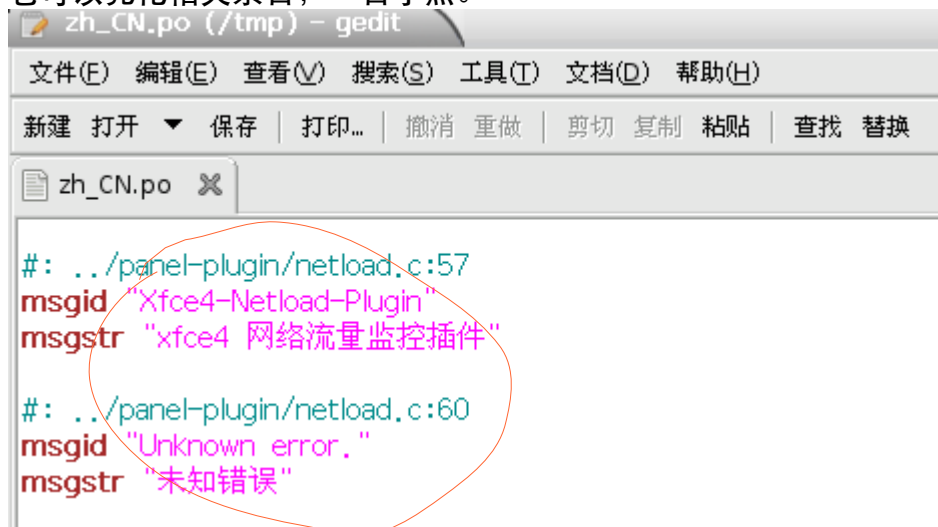 zh_CN.po (/tmp) - gedit
文件(F) 编辑(E) 查看(V) 搜索(S) 工具(T) 文档(D) 帮助(H)
新建 打开 保存 打印... 撤消 重做 剪切 复制 粘贴 查找 替换
zh_CN.po
#: ../panel-plugin/netload.c:57
msgid "Xfce4-Netload-Plugin"
msgstr "xfce4 网络流量监控插件"
#: ../panel-plugin/netload.c:60
msgid "Unknown error."
msgstr "未知错误"